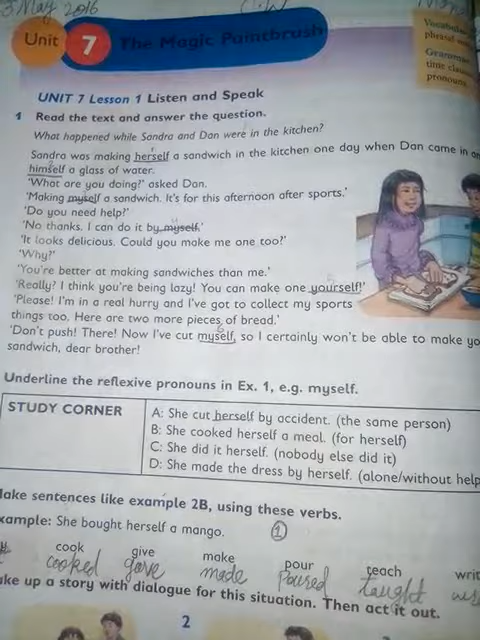 3 May 2016
Unit 7 The Magic Paintbrush
Vocabulary
phrasal
Grammar
time clauses
pronouns
UNIT 7 Lesson 1 Listen and Speak
1 Read the text and answer the question.
What happened while Sandra and Dan were in the kitchen?
Sandra was making herself a sandwich in the kitchen one day when Dan came in
himself a glass of water.
'What are you doing?' asked Dan.
'Making myself a sandwich. It's for this afternoon after sports.'
'Do you need help?'
'No thanks. I can do it by myself.'
'It looks delicious. Could you make me one too?'
'Why?'
'You're better at making sandwiches than me.'
'Really? I think you're being lazy! You can make one yourself!'
'Please! I'm in a real hurry and I've got to collect my sports
things too. Here are two more pieces of bread.'
'Don't push! There! Now I've cut myself, so I certainly won't be able to make yo
sandwich, dear brother!
Underline the reflexive pronouns in Ex. 1, e.g. myself.
STUDY CORNER
A: She cut herself by accident. (the same person)
B: She cooked herself a meal. (for herself)
C: She did it herself. (nobody else did it)
D: She made the dress by herself. (alone/without help
ake sentences like example 2B, using these verbs.
xample: She bought herself a mango. 1
cook give make pour teach writ
cooked gave made Poured taught
ke up a story with dialogue for this situation. Then act it out.
2